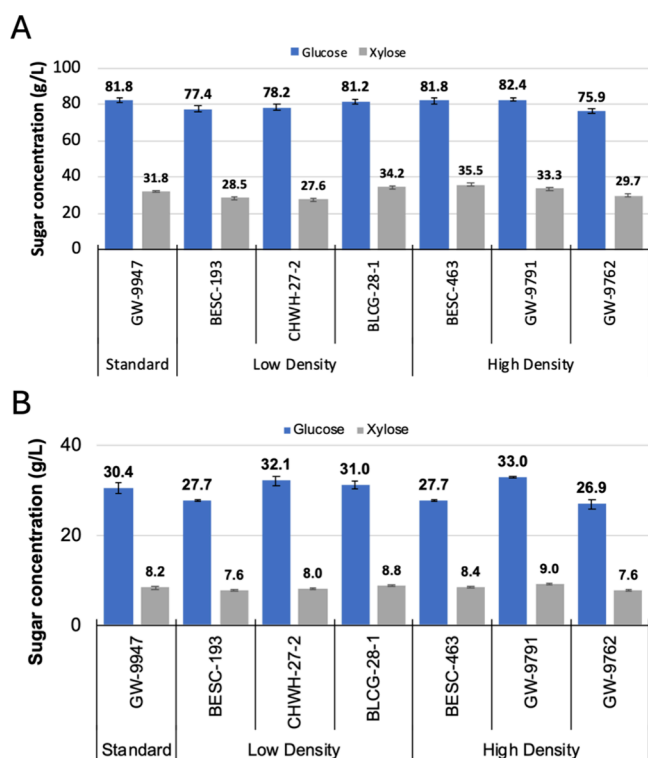 A
Glucose Xylose
Sugar concentration (g/L)
100
80
60
40
20
0
81.8 77.4 78.2 81.2 81.8 82.4 75.9
31.8 28.5 27.6 34.2 35.5 33.3 29.7
GW-9947 BESC-193 CHWH-27-2 BLCG-28-1 BESC-463 GW-9791 GW-9762
Standard Low Density High Density
B
Glucose Xylose
Sugar concentration (g/L)
40
20
0
30.4 27.7 32.1 31.0 27.7 33.0 26.9
8.2 7.6 8.0 8.8 8.4 9.0 7.6
GW-9947 BESC-193 CHWH-27-2 BLCG-28-1 BESC-463 GW-9791 GW-9762
Standard Low Density High Density